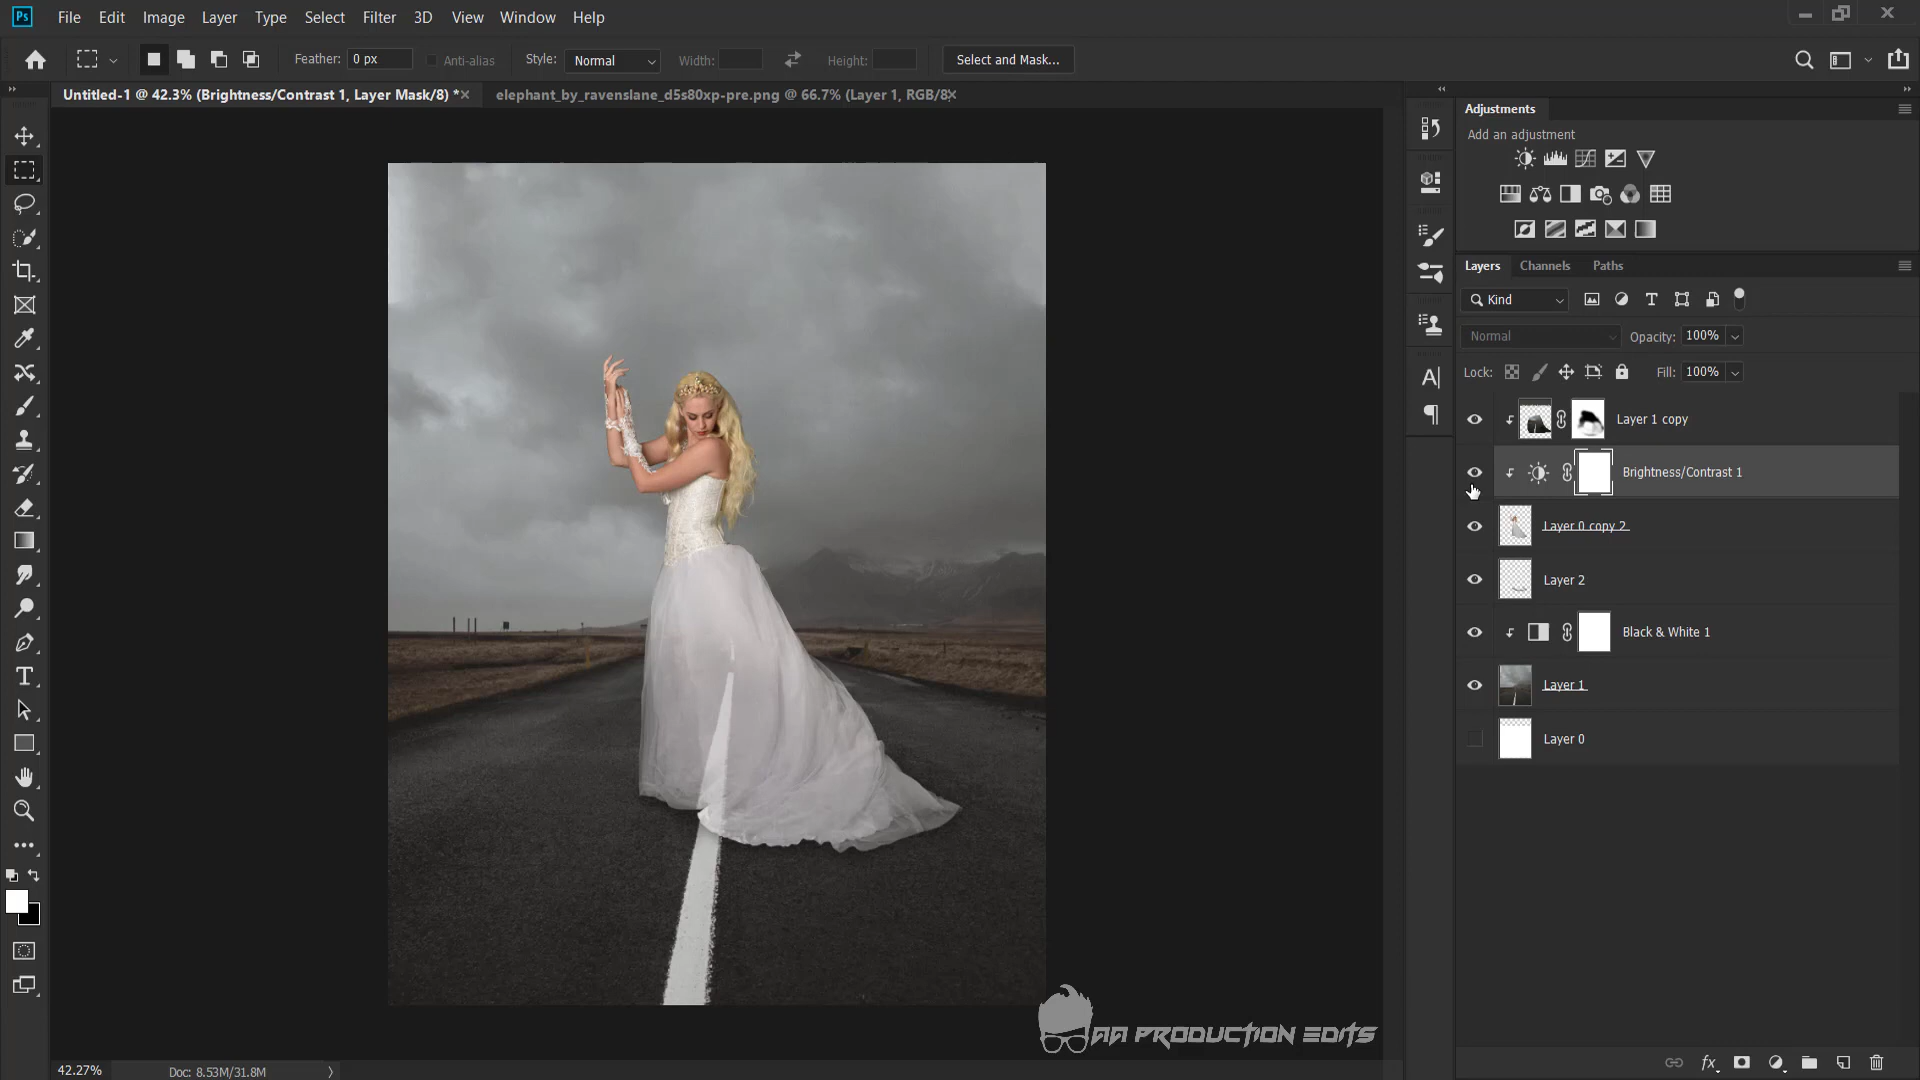 Ps File Edit Image Layer Type Select Filter 3D View Window Help
Feather: 0 px Anti-alias Style: Normal Width: Height: Select and Mask...
Untitled-1 @ 42.3% (Brightness/Contrast 1, Layer Mask/8) * elephant_by_ravenslane_d5s80xp-pre.png @ 66.7% (Layer 1, RGB/8
Adjustments
Add an adjustment
Layers Channels Paths
Kind
Normal Opacity: 100%
Lock: Fill: 100%
Layer 1 copy
Brightness/Contrast 1
Layer 0 copy 2
Layer 2
Black & White 1
Layer 1
Layer 0
AA PRODUCTION EDITS
42.27% Doc: 8.53M/31.8M